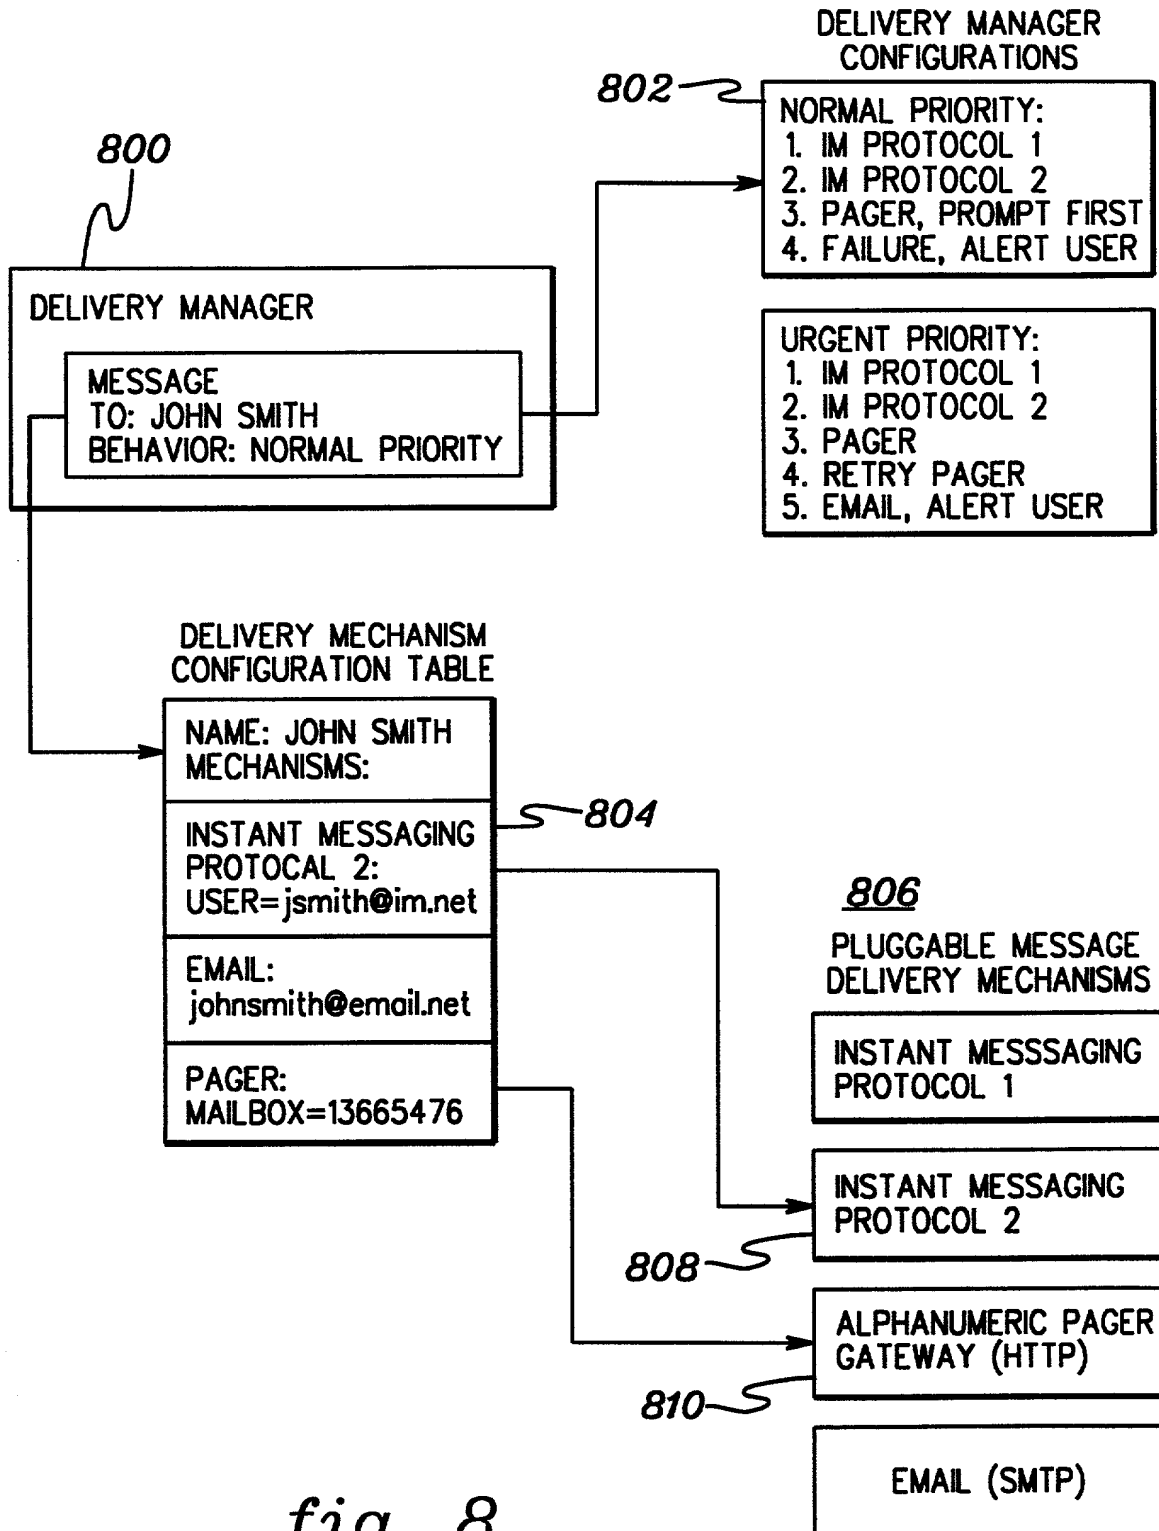 DELIVERY MANAGER
CONFIGURATIONS
802
NORMAL PRIORITY:
1. IM PROTOCOL 1
2. IM PROTOCOL 2
3. PAGER, PROMPT FIRST
4. FAILURE, ALERT USER
800
DELIVERY MANAGER
MESSAGE
TO: JOHN SMITH
BEHAVIOR: NORMAL PRIORITY
URGENT PRIORITY:
1. IM PROTOCOL 1
2. IM PROTOCOL 2
3. PAGER
4. RETRY PAGER
5. EMAIL, ALERT USER
DELIVERY MECHANISM
CONFIGURATION TABLE
NAME: JOHN SMITH
MECHANISMS:
804
INSTANT MESSAGING
PROTOCAL 2:
USER=jsmith@im.net
EMAIL:
johnsmith@email.net
PAGER:
MAILBOX=13665476
806
PLUGGABLE MESSAGE
DELIVERY MECHANISMS
INSTANT MESSSAGING
PROTOCOL 1
INSTANT MESSAGING
PROTOCOL 2
808
ALPHANUMERIC PAGER
GATEWAY (HTTP)
810
EMAIL (SMTP)
fig. 8